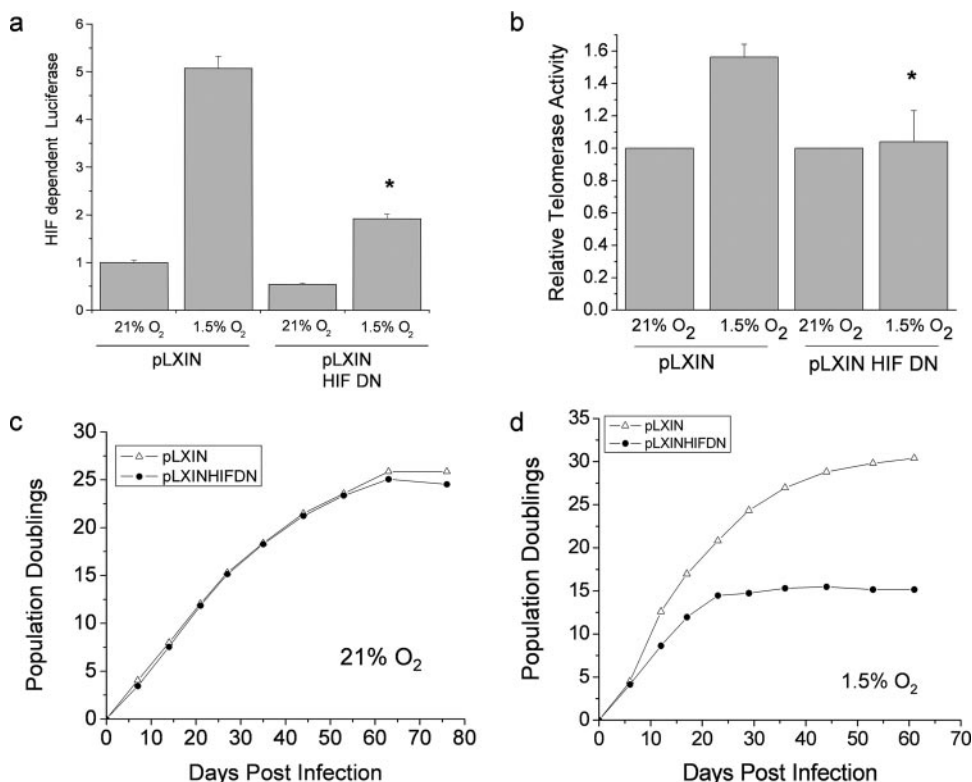 a
HIF dependent Luciferase
6
5
4
3
2
1
0
21% O2
1.5% O2
21% O2
1.5% O2
*
pLXIN
pLXIN
HIF DN
b
Relative Telomerase Activity
1.6
1.4
1.2
1.0
0.8
0.6
0.4
0.2
0.0
*
21% O2
1.5% O2
21% O2
1.5% O2
pLXIN
pLXIN HIF DN
c
Population Doublings
30
25
20
15
10
5
0
pLXIN
pLXINHIFDN
21% O2
0 10 20 30 40 50 60 70 80
Days Post Infection
d
Population Doublings
35
30
25
20
15
10
5
0
pLXIN
pLXINHIFDN
1.5% O2
0 10 20 30 40 50 60 70
Days Post Infection